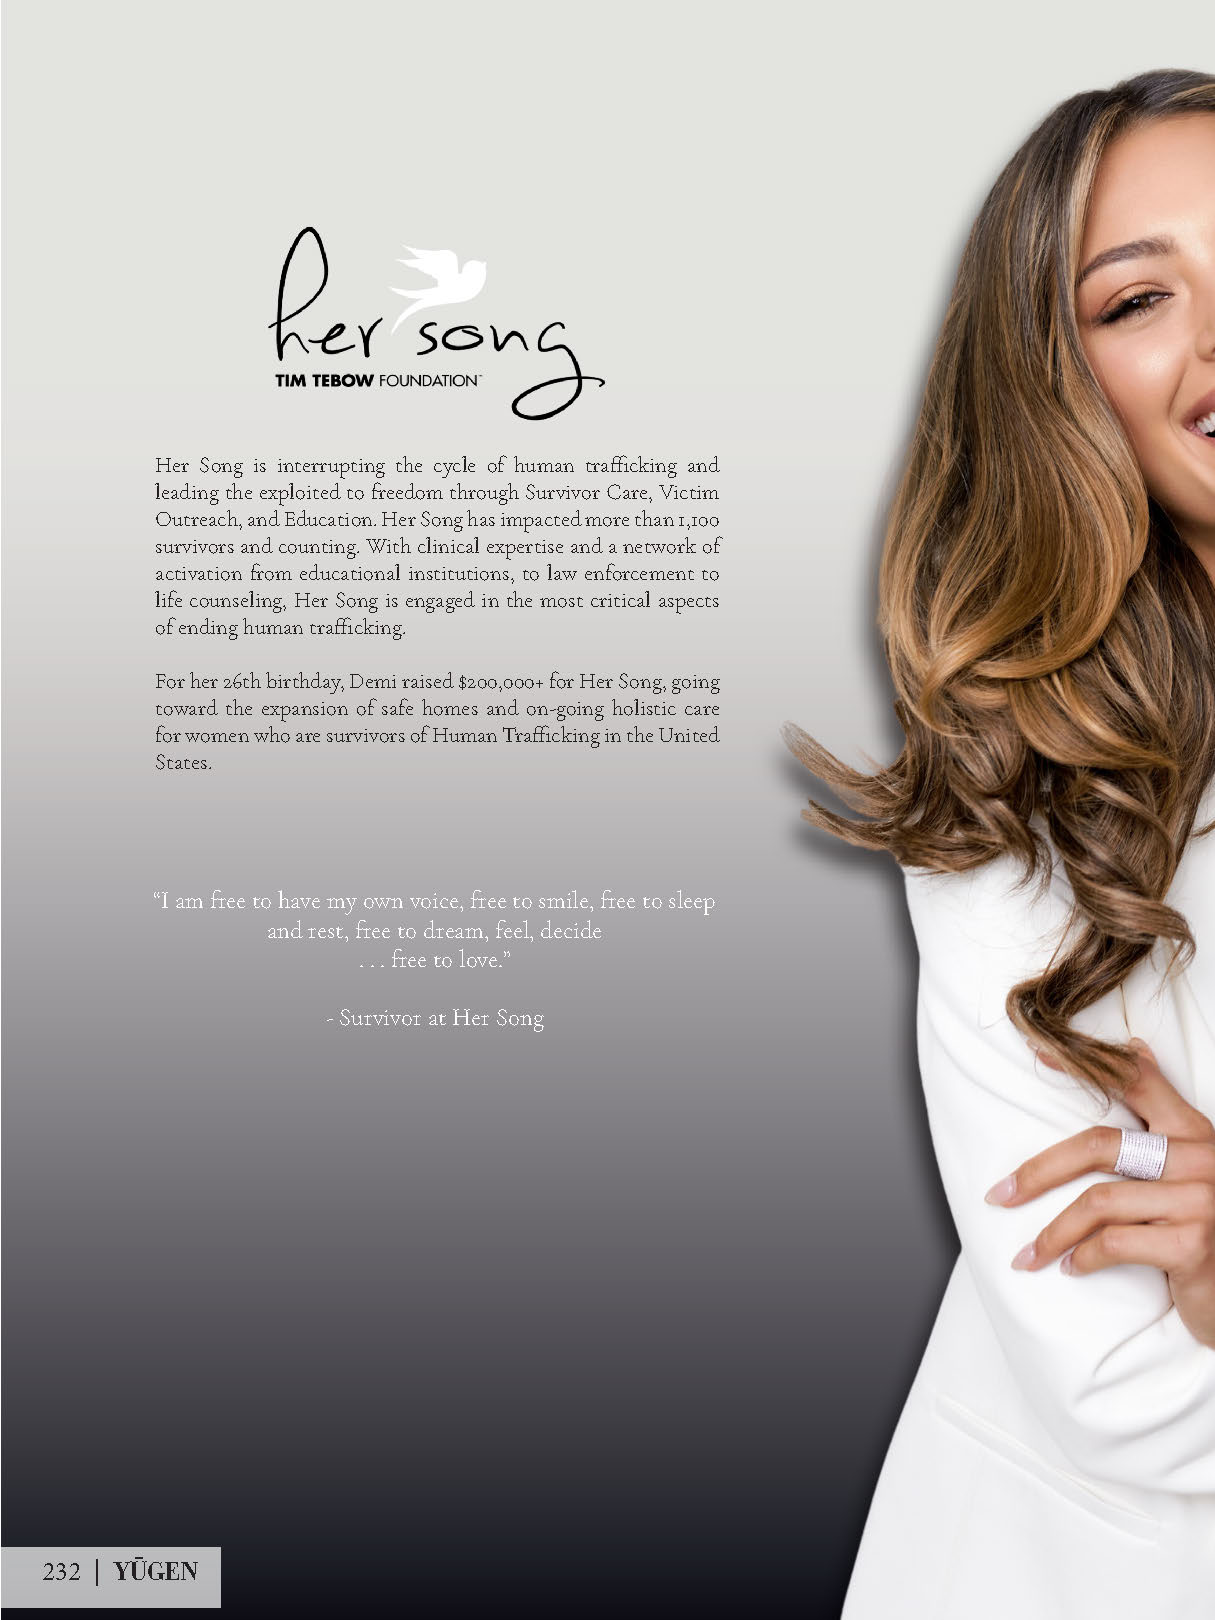 her song
TIM TEBOW FOUNDATION™
Her Song is interrupting the cycle of human trafficking and
leading the exploited to freedom through Survivor Care, Victim
Outreach, and Education. Her Song has impacted more than 1,100
survivors and counting. With clinical expertise and a network of
activation from educational institutions, to law enforcement to
life counseling, Her Song is engaged in the most critical aspects
of ending human trafficking.
For her 26th birthday, Demi raised $200,000+ for Her Song, going
toward the expansion of safe homes and on-going holistic care
for women who are survivors of Human Trafficking in the United
States.
“I am free to have my own voice, free to smile, free to sleep
and rest, free to dream, feel, decide
. . . free to love.”
- Survivor at Her Song
232 | YŪGEN